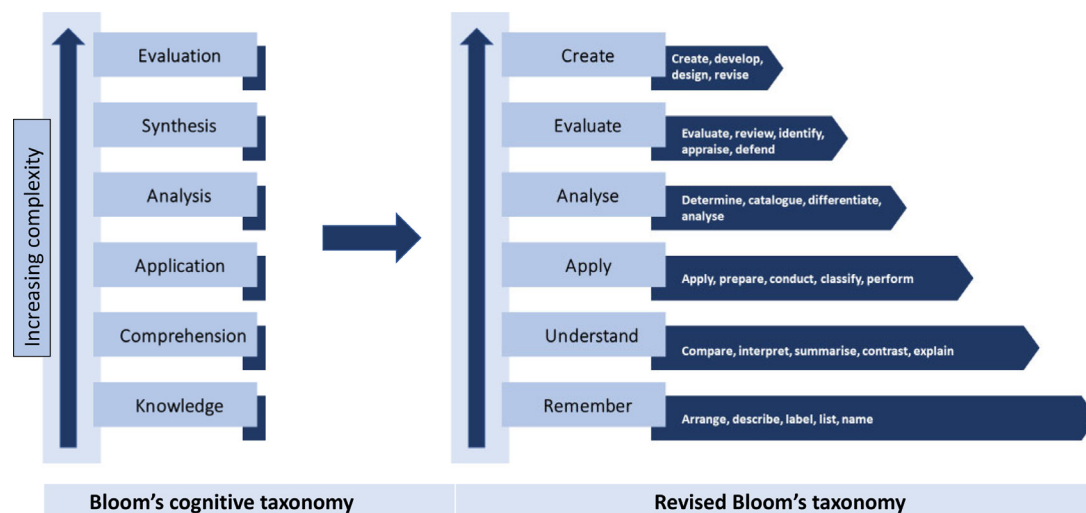 Increasing complexity
Evaluation
Synthesis
Analysis
Application
Comprehension
Knowledge
Create
Create, develop,
design, revise
Evaluate
Evaluate, review, identify,
appraise, defend
Analyse
Determine, catalogue, differentiate,
analyse
Apply
Apply, prepare, conduct, classify, perform
Understand
Compare, interpret, summarise, contrast, explain
Remember
Arrange, describe, label, list, name
Bloom's cognitive taxonomy
Revised Bloom's taxonomy